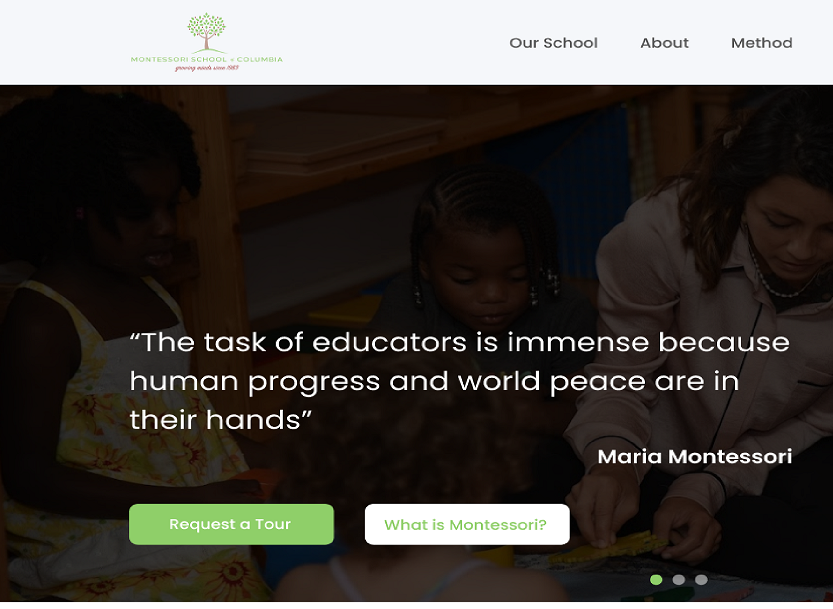 MONTESSORI SCHOOL of COLUMBIA
growing minds since 1983
Our School
About
Method
“The task of educators is immense because
human progress and world peace are in
their hands”
Maria Montessori
Request a Tour
What is Montessori?